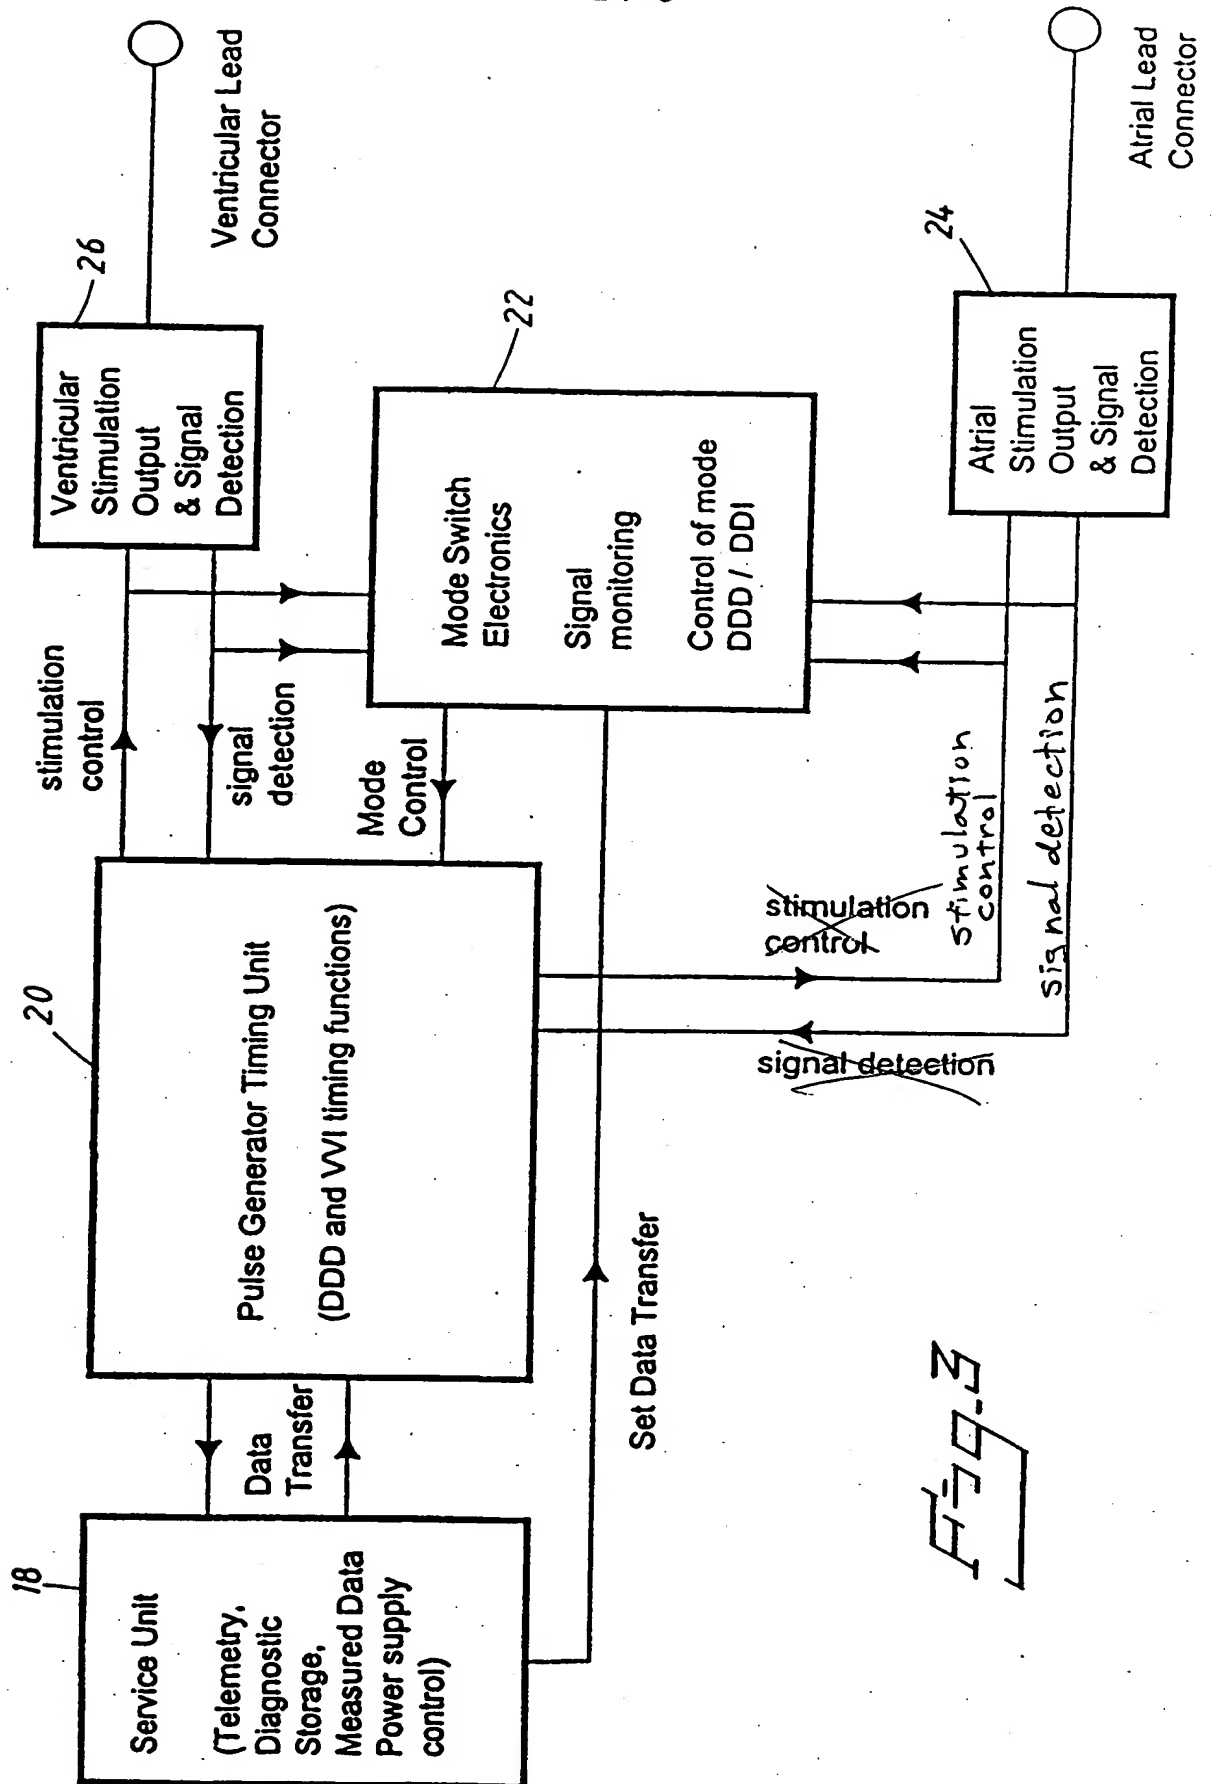 18
Service Unit
(Telemetry,
Diagnostic
Storage,
Measured Data
Power supply
control)
Data
Transfer
Set Data Transfer
20
Pulse Generator Timing Unit
(DDD and VVI timing functions)
stimulation
control
signal
detection
Mode
Control
stimulation
control
signal detection
stimulation
control
signal detection
22
Mode Switch
Electronics
Signal
monitoring
Control of mode
DDD / DDI
26
Ventricular
Stimulation
Output
& Signal
Detection
Ventricular Lead
Connector
24
Atrial
Stimulation
Output
& Signal
Detection
Atrial Lead
Connector
Fig. 3